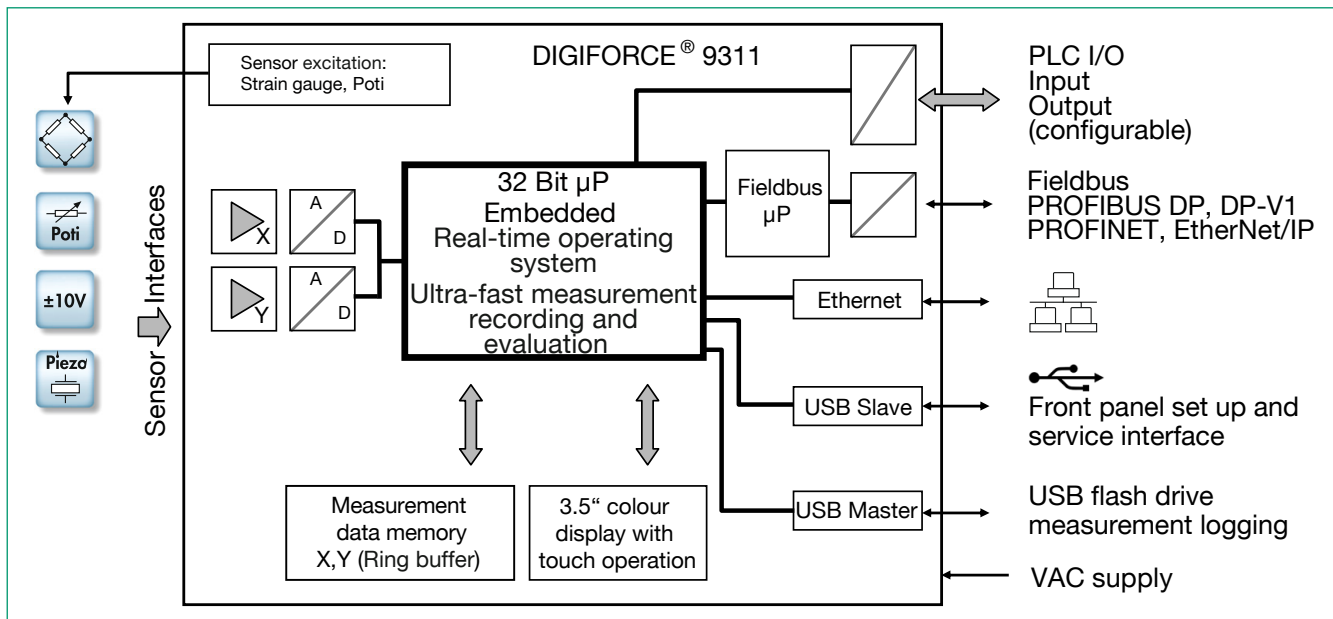 Sensor excitation:
Strain gauge, Poti
DIGIFORCE® 9311
PLC I/O
Input
Output
(configurable)
Poti
±10V
Piezo
Sensor Interfaces
X
A
D
Y
A
D
32 Bit µP
Embedded
Real-time operating
system
Ultra-fast measurement
recording and
evaluation
Fieldbus
µP
Fieldbus
PROFIBUS DP, DP-V1
PROFINET, EtherNet/IP
Ethernet
USB Slave
Front panel set up and
service interface
USB Master
USB flash drive
measurement logging
Measurement
data memory
X,Y (Ring buffer)
3.5“ colour
display with
touch operation
VAC supply